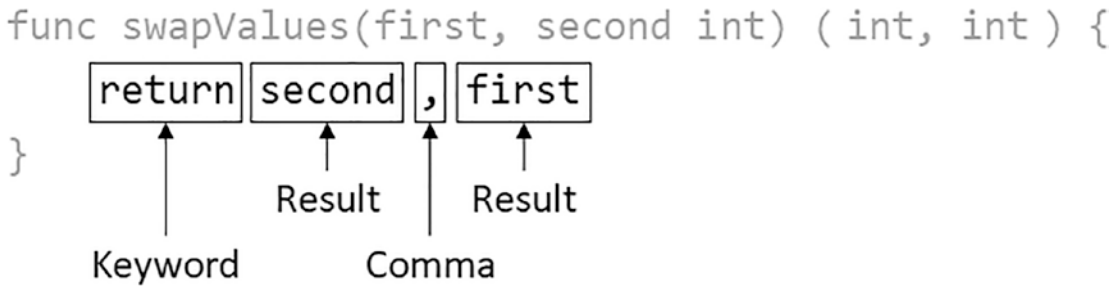 func swapValues(first, second int) ( int, int ) {
return second , first
}
Result Result
Keyword Comma